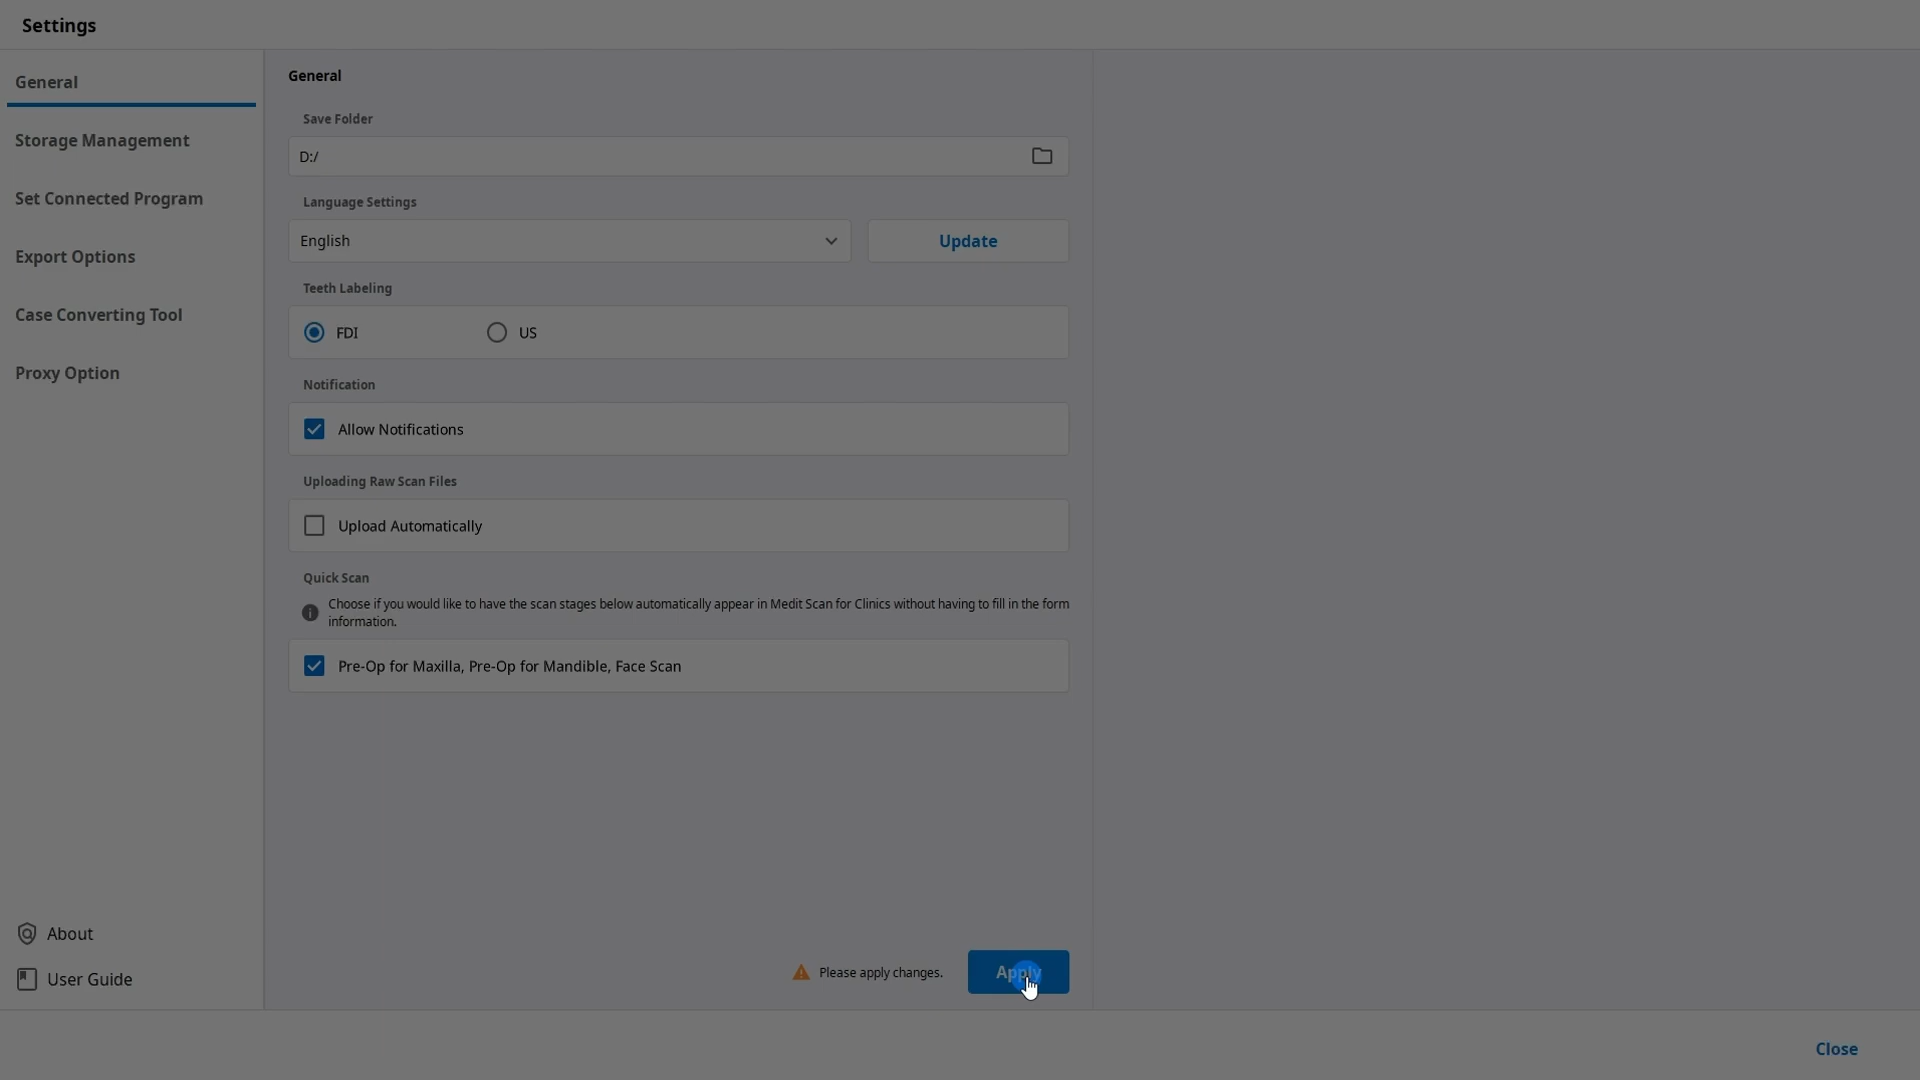 Settings
General
Storage Management
Set Connected Program
Export Options
Case Converting Tool
Proxy Option
About
User Guide
General
Save Folder
D:/
Language Settings
English
Update
Teeth Labeling
FDI
US
Notification
Allow Notifications
Uploading Raw Scan Files
Upload Automatically
Quick Scan
Choose if you would like to have the scan stages below automatically appear in Medit Scan for Clinics without having to fill in the form
information.
Pre-Op for Maxilla, Pre-Op for Mandible, Face Scan
Please apply changes.
Apply
Close